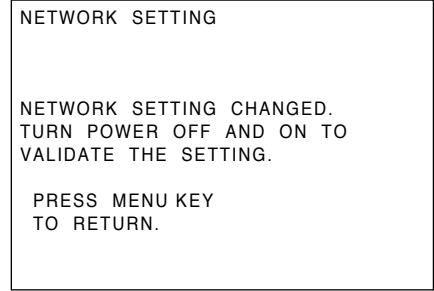 NETWORK SETTING
NETWORK SETTING CHANGED.
TURN POWER OFF AND ON TO
VALIDATE THE SETTING.
PRESS MENU KEY
TO RETURN.